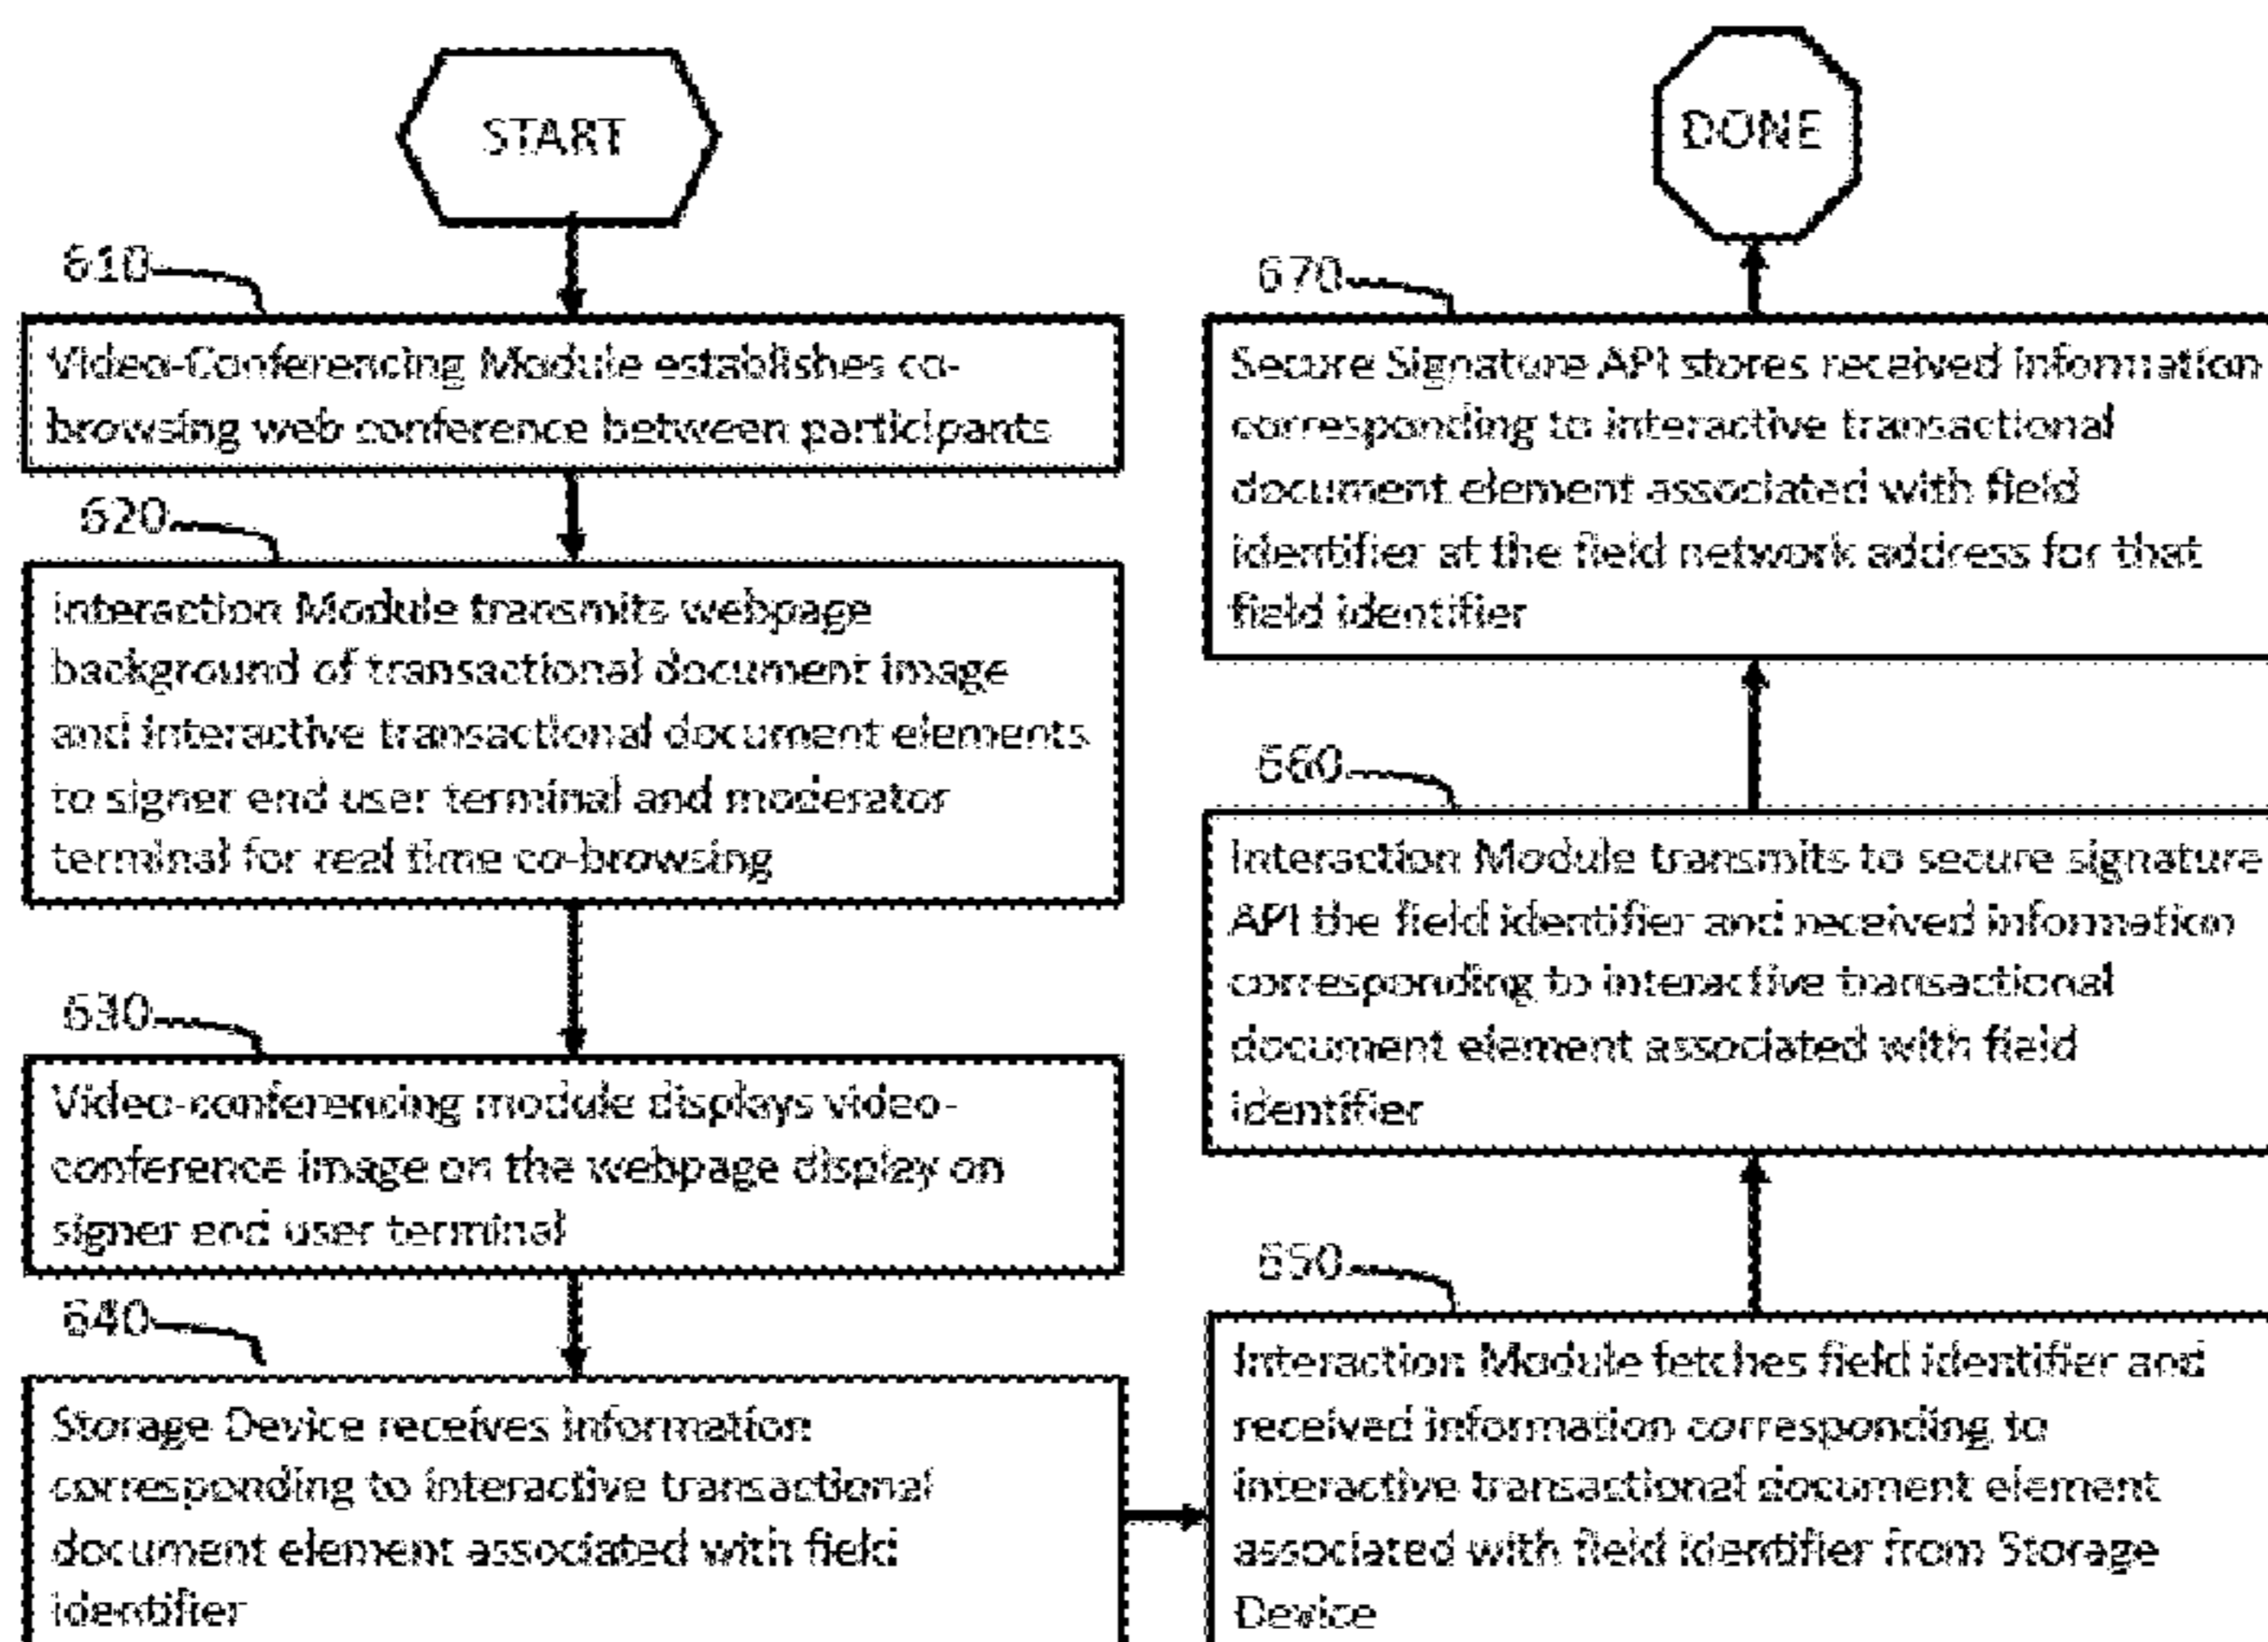 START
610
Video-Conferencing Module establishes co-
browsing web conference between participants
620
Interaction Module transmits webpage
background of transactional document image
and interactive transactional document elements
to signer end user terminal and moderator
terminal for real time co-browsing
630
Video-conferencing module displays video-
conference image on the webpage display on
signer end user terminal
640
Storage Device receives information
corresponding to interactive transactional
document element associated with field
identifier
650
Interaction Module fetches field identifier and
received information corresponding to
interactive transactional document element
associated with field identifier from Storage
Device
660
Interaction Module transmits to secure signature
API the field identifier and received information
corresponding to interactive transactional
document element associated with field
identifier
670
Secure Signature API stores received information
corresponding to interactive transactional
document element associated with field
identifier at the field network address for that
field identifier
DONE